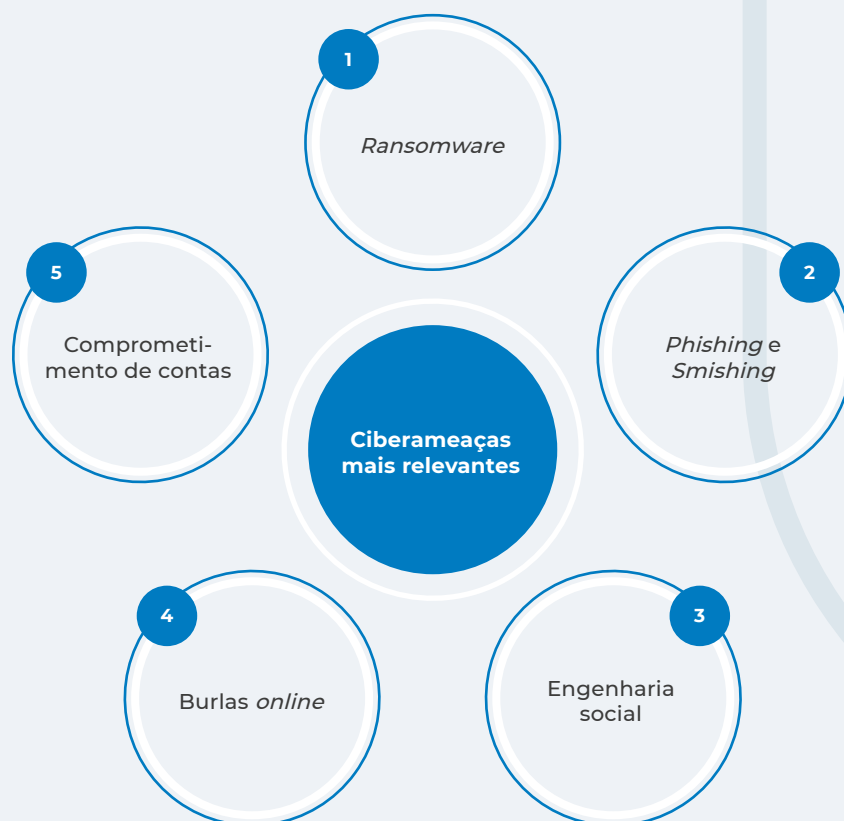 1
Ransomware
2
Phishing e
Smishing
3
Engenharia
social
4
Burlas online
5
Comprometi-
mento de contas
Ciberameaças
mais relevantes